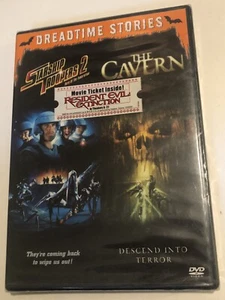 DREADTIME STORIES
STARSHIP
TROOPERS 2
THE
CAVERN
Movie Ticket Inside!
RESIDENT EVIL
EXTINCTION
They're coming back
to wipe us out!
DESCEND INTO
TERROR
DVD